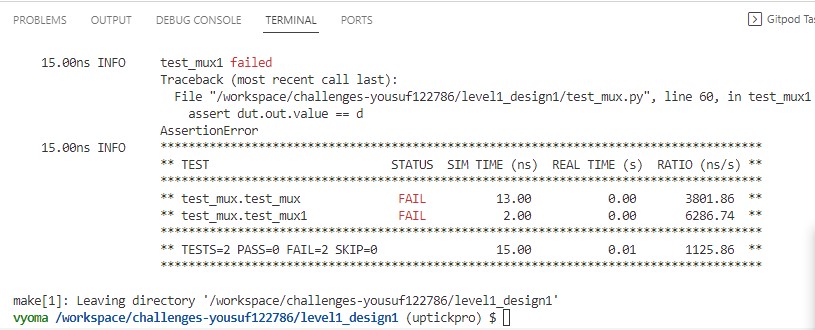 PROBLEMS OUTPUT DEBUG CONSOLE TERMINAL PORTS Gitpod Tas
15.00ns INFO test_mux1 failed
Traceback (most recent call last):
File "/workspace/challenges-yousuf122786/level1_design1/test_mux.py", line 60, in test_mux1
assert dut.out.value == d
AssertionError
15.00ns INFO **************************************************************************************
** TEST STATUS SIM TIME (ns) REAL TIME (s) RATIO (ns/s) **
**************************************************************************************
** test_mux.test_mux FAIL 13.00 0.00 3801.86 **
** test_mux.test_mux1 FAIL 2.00 0.00 6286.74 **
**************************************************************************************
** TESTS=2 PASS=0 FAIL=2 SKIP=0 15.00 0.01 1125.86 **
**************************************************************************************
make[1]: Leaving directory '/workspace/challenges-yousuf122786/level1_design1'
vyoma /workspace/challenges-yousuf122786/level1_design1 (uptickpro) $